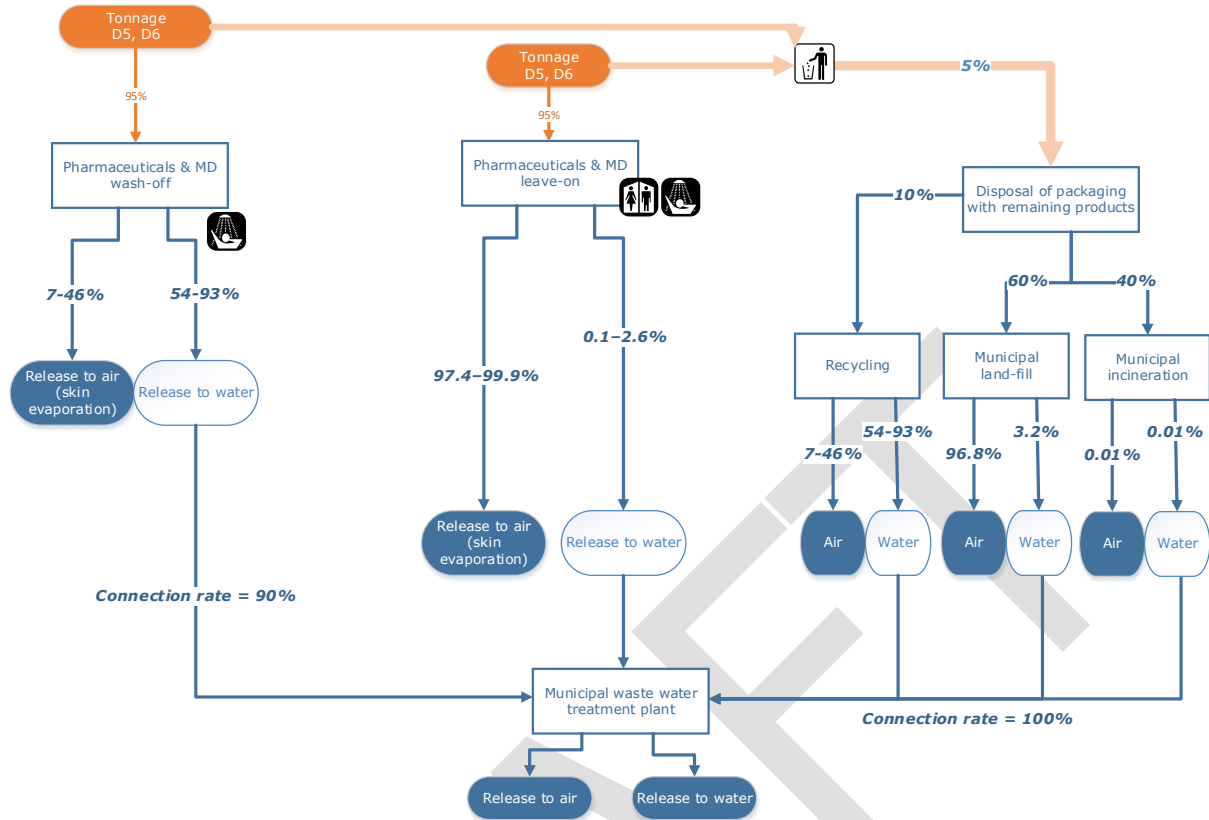 Tonnage
D5, D6
Tonnage
D5, D6
5%
95%
95%
Pharmaceuticals & MD
wash-off
Pharmaceuticals & MD
leave-on
10%
Disposal of packaging
with remaining products
7-46%
54-93%
60%
40%
97.4–99.9%
0.1–2.6%
Recycling
Municipal
land-fill
Municipal
incineration
Release to air
(skin
evaporation)
Release to water
7-46%
54-93%
96.8%
3.2%
0.01%
0.01%
Release to air
(skin
evaporation)
Release to water
Air
Water
Air
Water
Air
Water
Connection rate = 90%
Municipal waste water
treatment plant
Connection rate = 100%
Release to air
Release to water